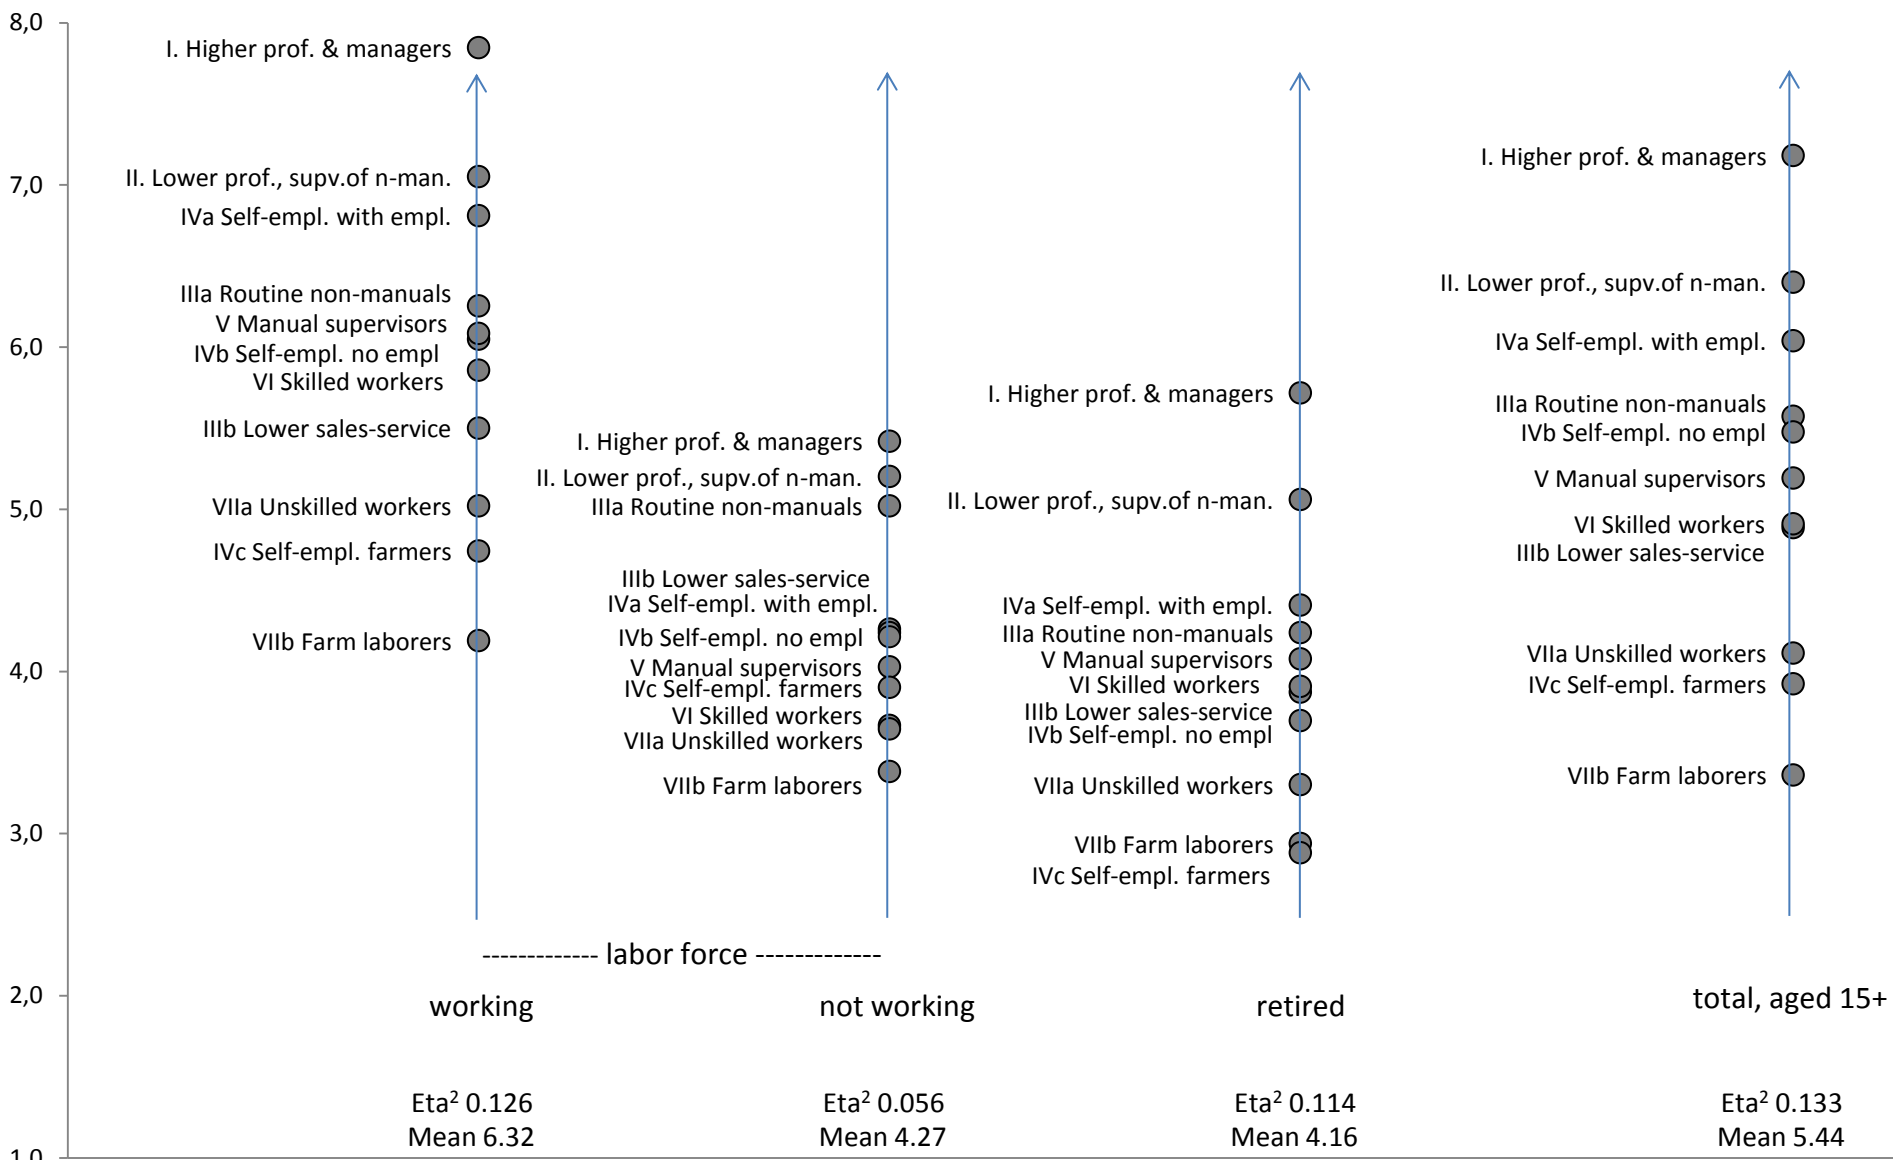 8,0
7,0
6,0
5,0
4,0
3,0
2,0
1,0
I. Higher prof. & managers
II. Lower prof., supv.of n-man.
IVa Self-empl. with empl.
IIIa Routine non-manuals
V Manual supervisors
IVb Self-empl. no empl
VI Skilled workers
IIIb Lower sales-service
VIIa Unskilled workers
IVc Self-empl. farmers
VIIb Farm laborers
I. Higher prof. & managers
II. Lower prof., supv.of n-man.
IIIa Routine non-manuals
IIIb Lower sales-service
IVa Self-empl. with empl.
IVb Self-empl. no empl
V Manual supervisors
IVc Self-empl. farmers
VI Skilled workers
VIIa Unskilled workers
VIIb Farm laborers
I. Higher prof. & managers
II. Lower prof., supv.of n-man.
IVa Self-empl. with empl.
IIIa Routine non-manuals
V Manual supervisors
VI Skilled workers
IIIb Lower sales-service
IVb Self-empl. no empl
VIIa Unskilled workers
VIIb Farm laborers
IVc Self-empl. farmers
I. Higher prof. & managers
II. Lower prof., supv.of n-man.
IVa Self-empl. with empl.
IIIa Routine non-manuals
IVb Self-empl. no empl
V Manual supervisors
VI Skilled workers
IIIb Lower sales-service
VIIa Unskilled workers
IVc Self-empl. farmers
VIIb Farm laborers
------------- labor force -------------
working
not working
retired
total, aged 15+
Eta² 0.126
Mean 6.32
Eta² 0.056
Mean 4.27
Eta² 0.114
Mean 4.16
Eta² 0.133
Mean 5.44